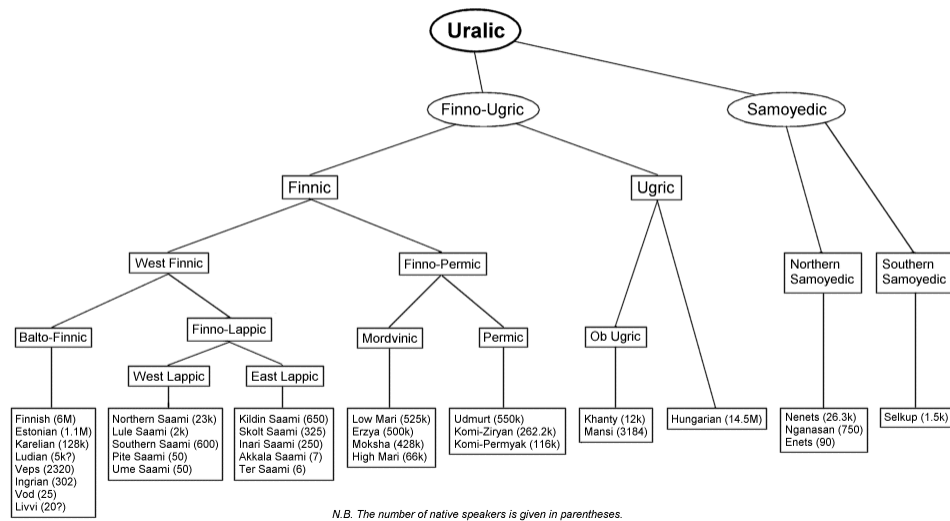 Uralic
Finno-Ugric
Samoyedic
Finnic
Ugric
West Finnic
Finno-Permic
Northern
Samoyedic
Southern
Samoyedic
Balto-Finnic
Finno-Lappic
Mordvinic
Permic
Ob Ugric
West Lappic
East Lappic
Finnish (6M)
Estonian (1.1M)
Karelian (128k)
Ludian (5k?)
Veps (2320)
Ingrian (302)
Vod (25)
Livvi (20?)
Northern Saami (23k)
Lule Saami (2k)
Southern Saami (600)
Pite Saami (50)
Ume Saami (50)
Kildin Saami (650)
Skolt Saami (325)
Inari Saami (250)
Akkala Saami (7)
Ter Saami (6)
Low Mari (525k)
Erzya (500k)
Moksha (428k)
High Mari (66k)
Udmurt (550k)
Komi-Ziryan (262.2k)
Komi-Permyak (116k)
Khanty (12k)
Mansi (3184)
Hungarian (14.5M)
Nenets (26.3k)
Nganasan (750)
Enets (90)
Selkup (1.5k)
N.B. The number of native speakers is given in parentheses.